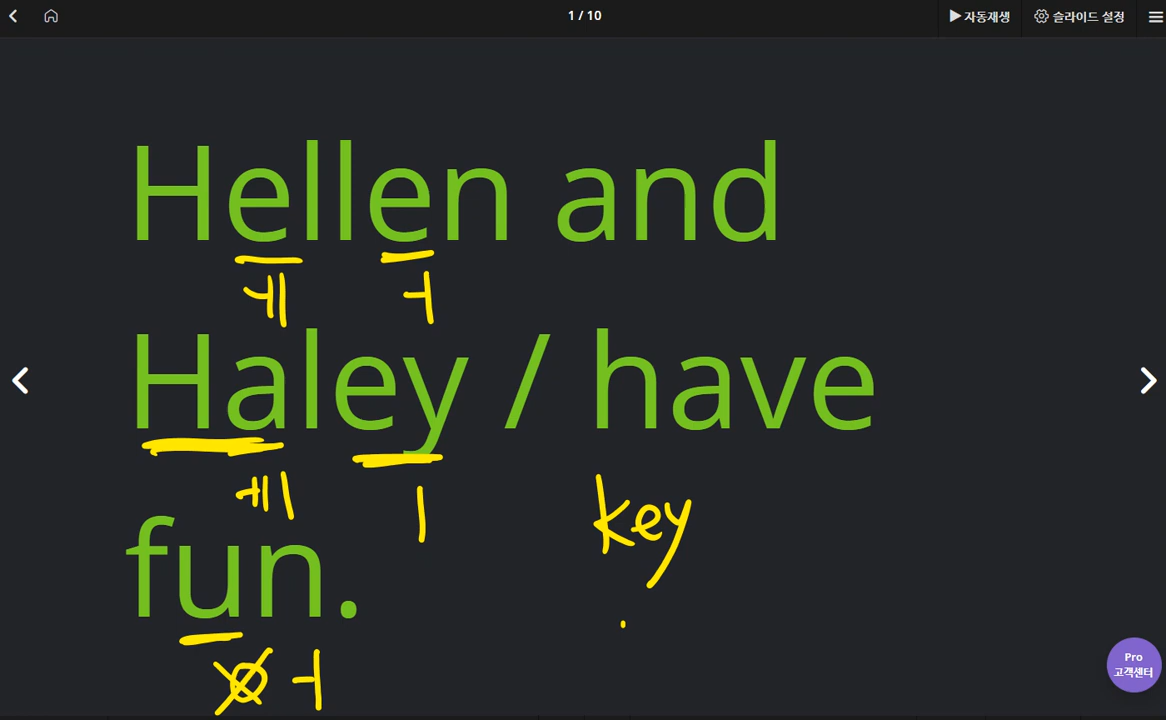 1 / 10
▶ 자동재생
슬라이드 설정
Hellen and
ㅔ ㅓ
Haley / have
ㅔ ㅣ key
fun.
ㅓ
Pro
고객센터